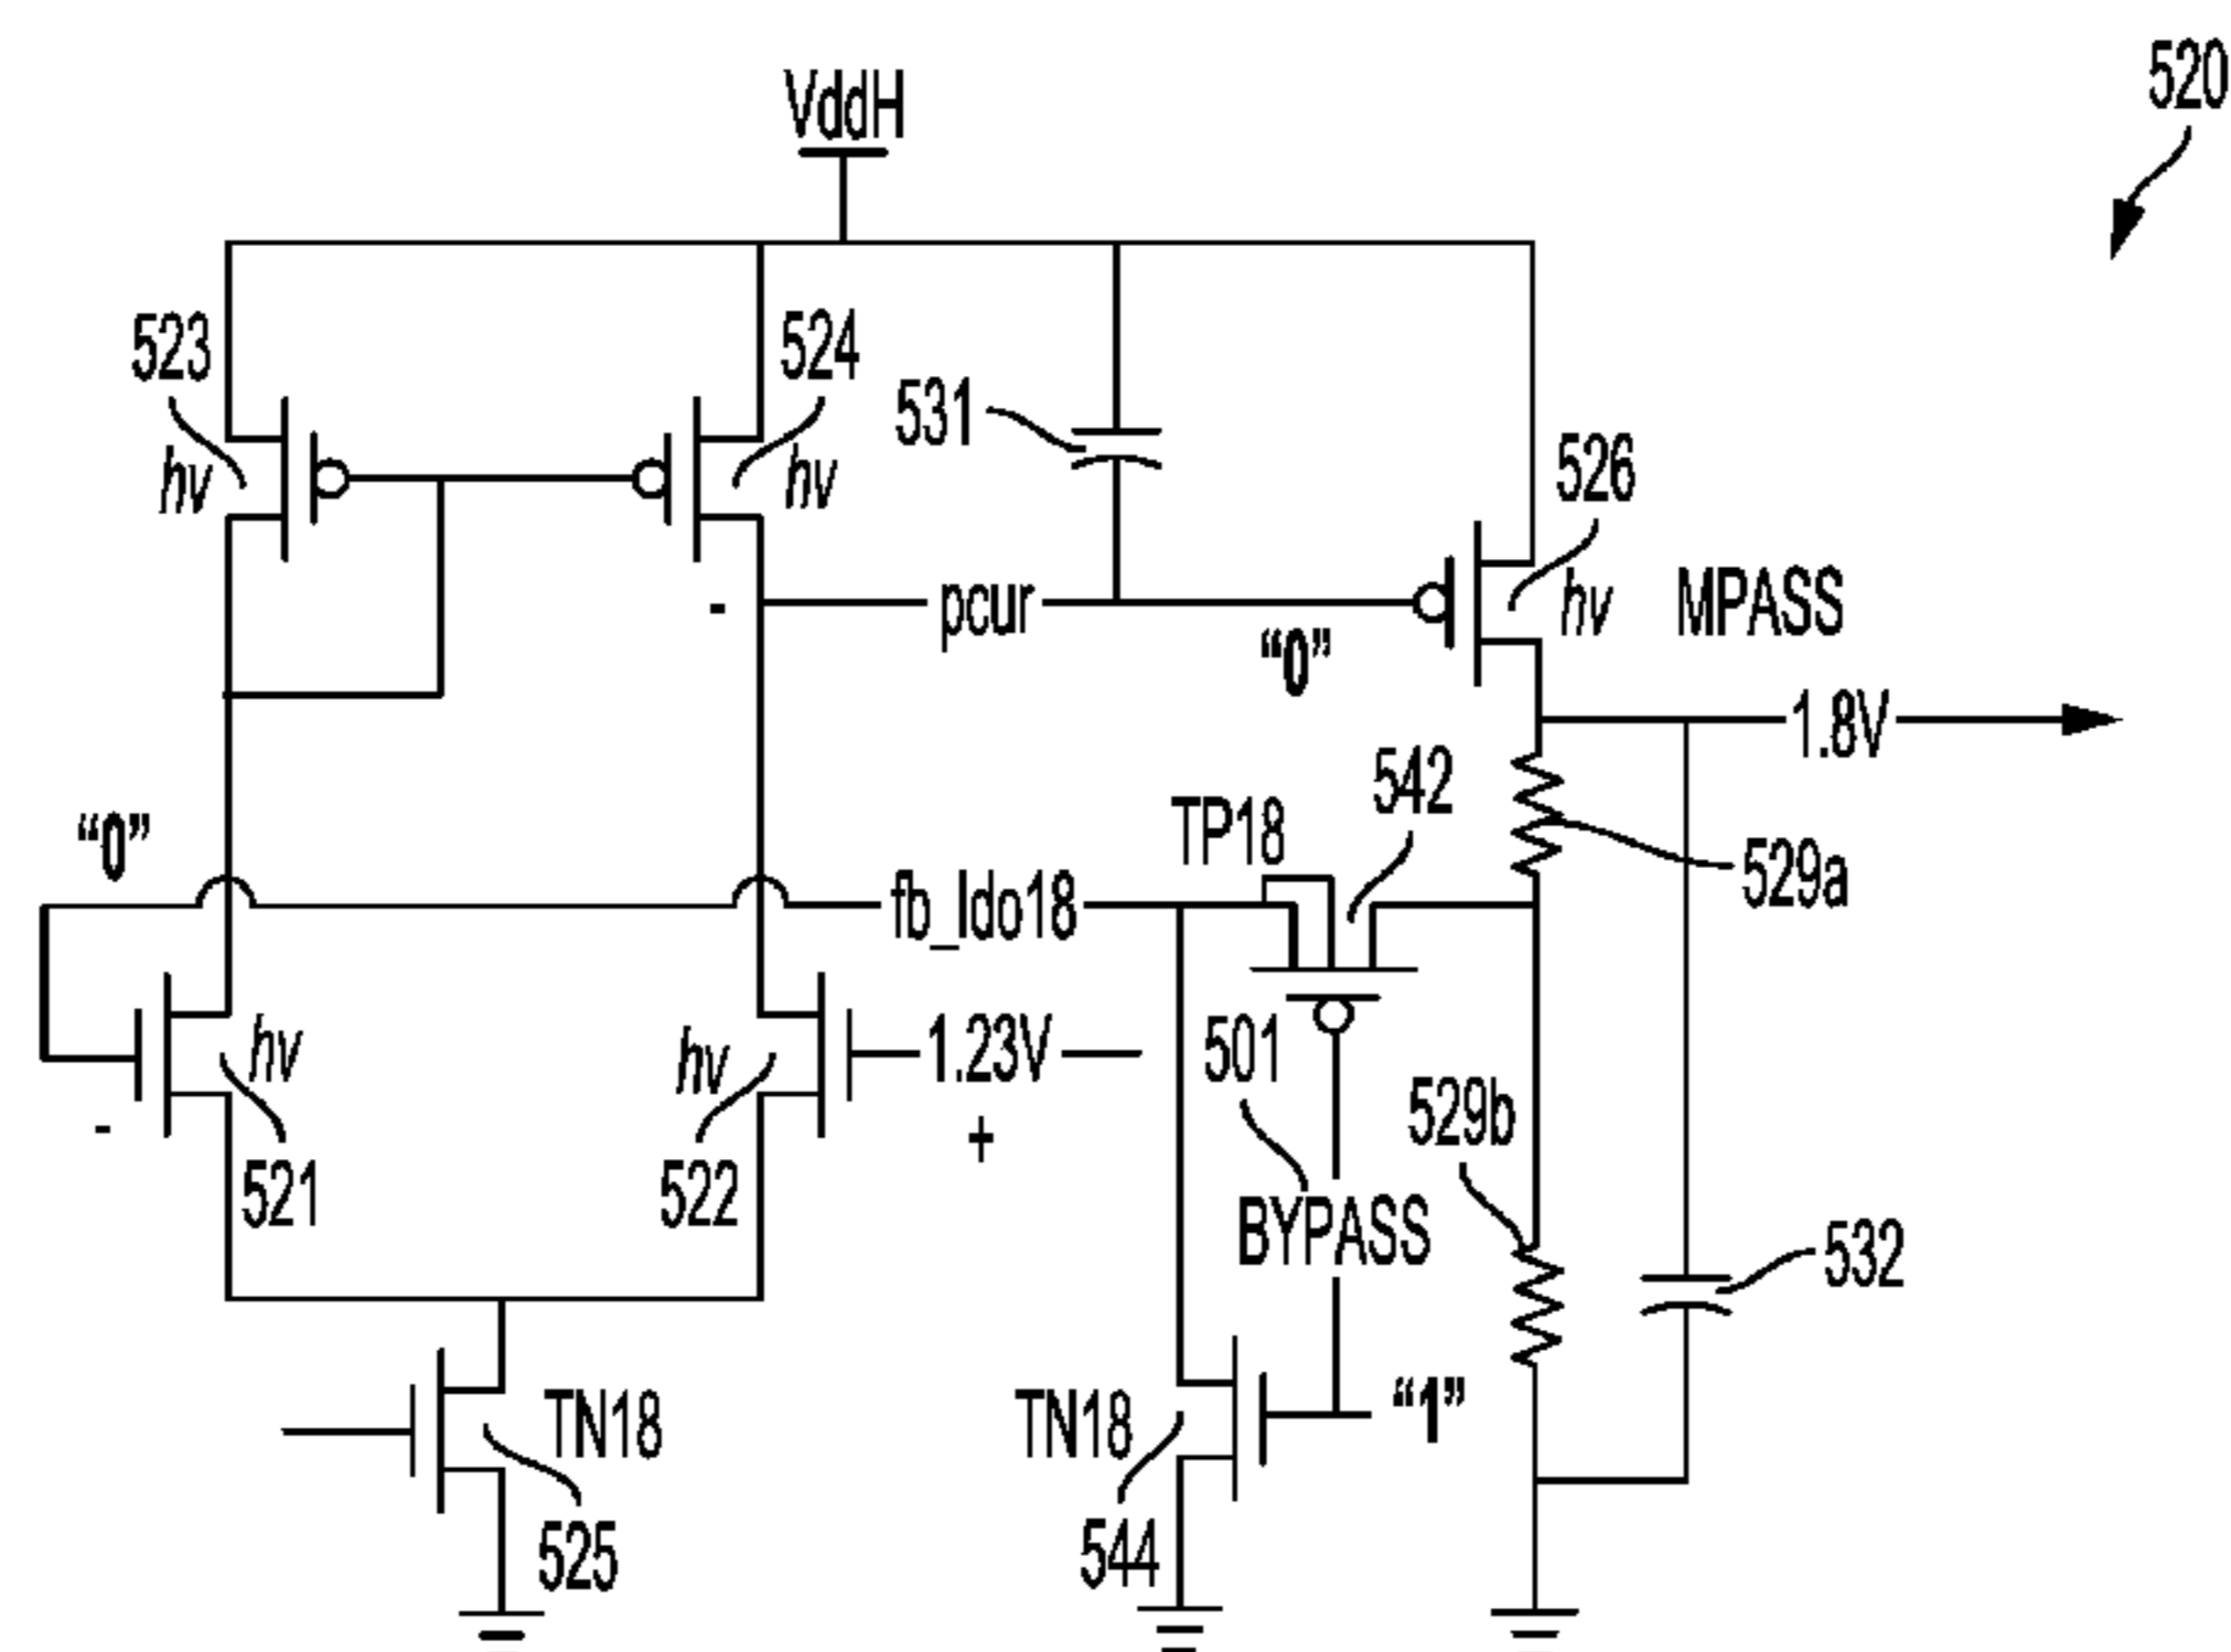 520
VddH
523
524
hv
hv
531
526
hv
MPASS
-
pcur
“0”
1.8V
542
TP18
529a
“0”
fb_ldo18
hv
hv
1.23V
501
529b
-
+
521
522
BYPASS
532
TN18
TN18
“1”
525
544